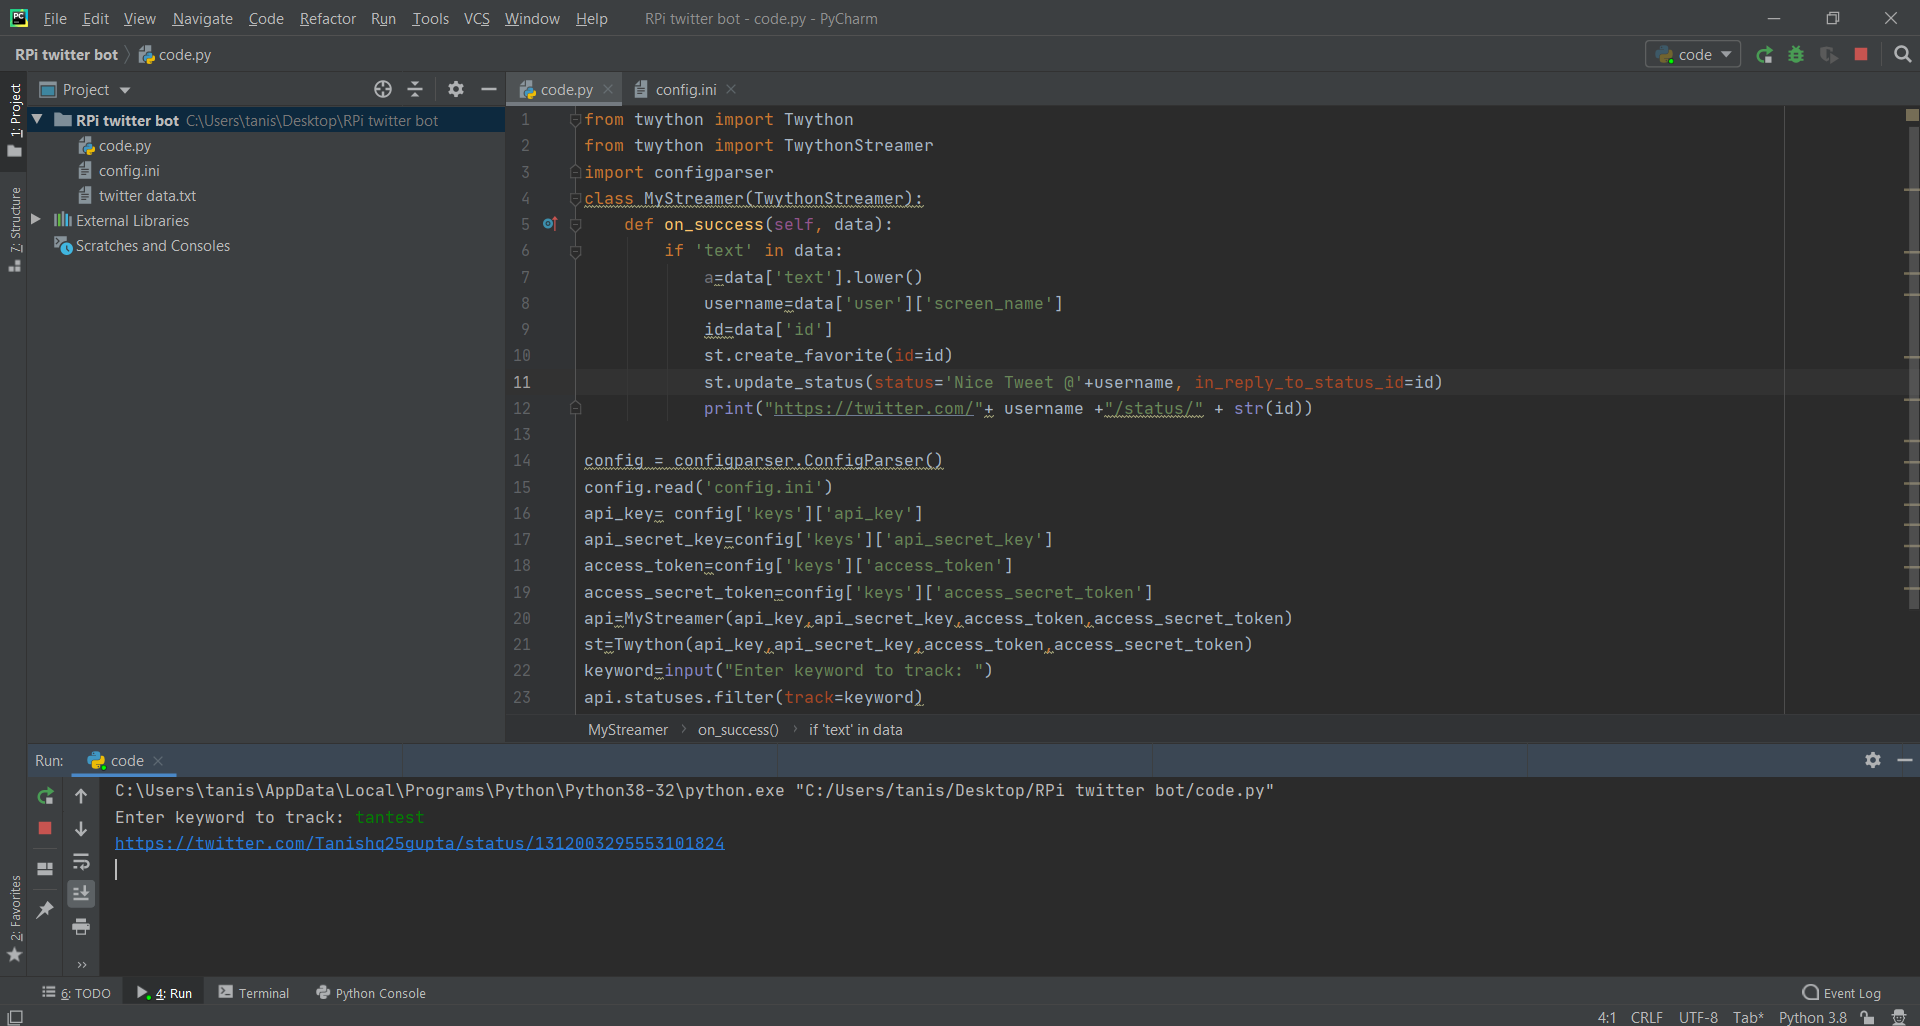 File Edit View Navigate Code Refactor Run Tools VCS Window Help RPi twitter bot - code.py - PyCharm
RPi twitter bot code.py code
1: Project
7: Structure
2: Favorites
Project
RPi twitter bot C:\Users\tanis\Desktop\RPi twitter bot
code.py
config.ini
twitter data.txt
External Libraries
Scratches and Consoles
code.py config.ini
1 from twython import Twython
2 from twython import TwythonStreamer
3 import configparser
4 class MyStreamer(TwythonStreamer):
5 def on_success(self, data):
6 if 'text' in data:
7 a=data['text'].lower()
8 username=data['user']['screen_name']
9 id=data['id']
10 st.create_favorite(id=id)
11 st.update_status(status='Nice Tweet @'+username, in_reply_to_status_id=id)
12 print("https://twitter.com/"+ username +"/status/" + str(id))
13
14 config = configparser.ConfigParser()
15 config.read('config.ini')
16 api_key= config['keys']['api_key']
17 api_secret_key=config['keys']['api_secret_key']
18 access_token=config['keys']['access_token']
19 access_secret_token=config['keys']['access_secret_token']
20 api=MyStreamer(api_key,api_secret_key,access_token,access_secret_token)
21 st=Twython(api_key,api_secret_key,access_token,access_secret_token)
22 keyword=input("Enter keyword to track: ")
23 api.statuses.filter(track=keyword)
MyStreamer on_success() if 'text' in data
Run: code
C:\Users\tanis\AppData\Local\Programs\Python\Python38-32\python.exe "C:/Users/tanis/Desktop/RPi twitter bot/code.py"
Enter keyword to track: tantest
https://twitter.com/Tanishq25gupta/status/1312003295553101824
6: TODO 4: Run Terminal Python Console Event Log
4:1 CRLF UTF-8 Tab* Python 3.8